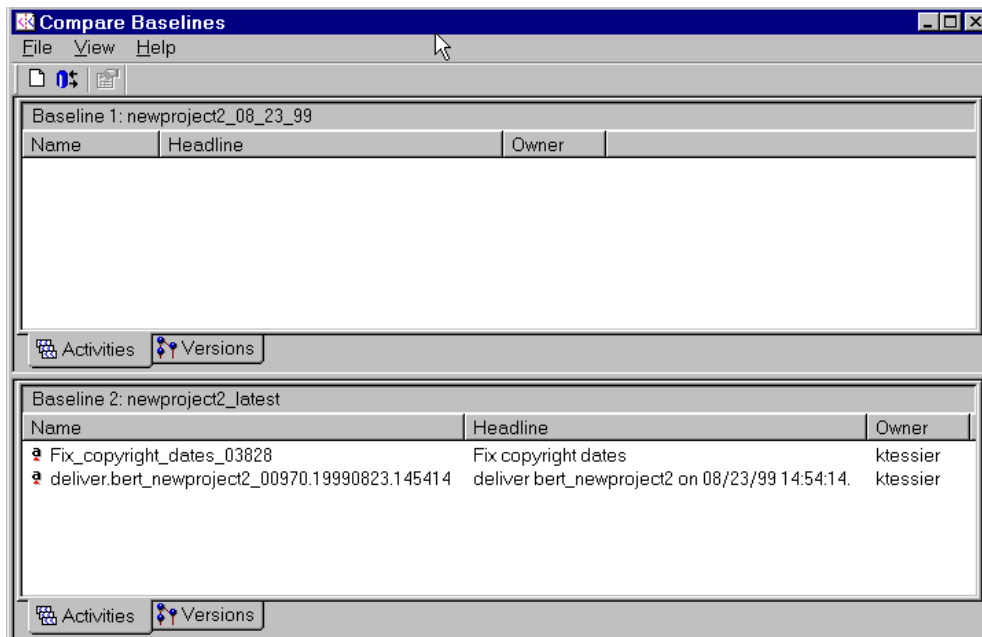 Compare Baselines
File View Help
Baseline 1: newproject2_08_23_99
Name Headline Owner
Activities Versions
Baseline 2: newproject2_latest
Name Headline Owner
Fix_copyright_dates_03828 Fix copyright dates ktessier
deliver.bert_newproject2_00970.19990823.145414 deliver bert_newproject2 on 08/23/99 14:54:14. ktessier
Activities Versions